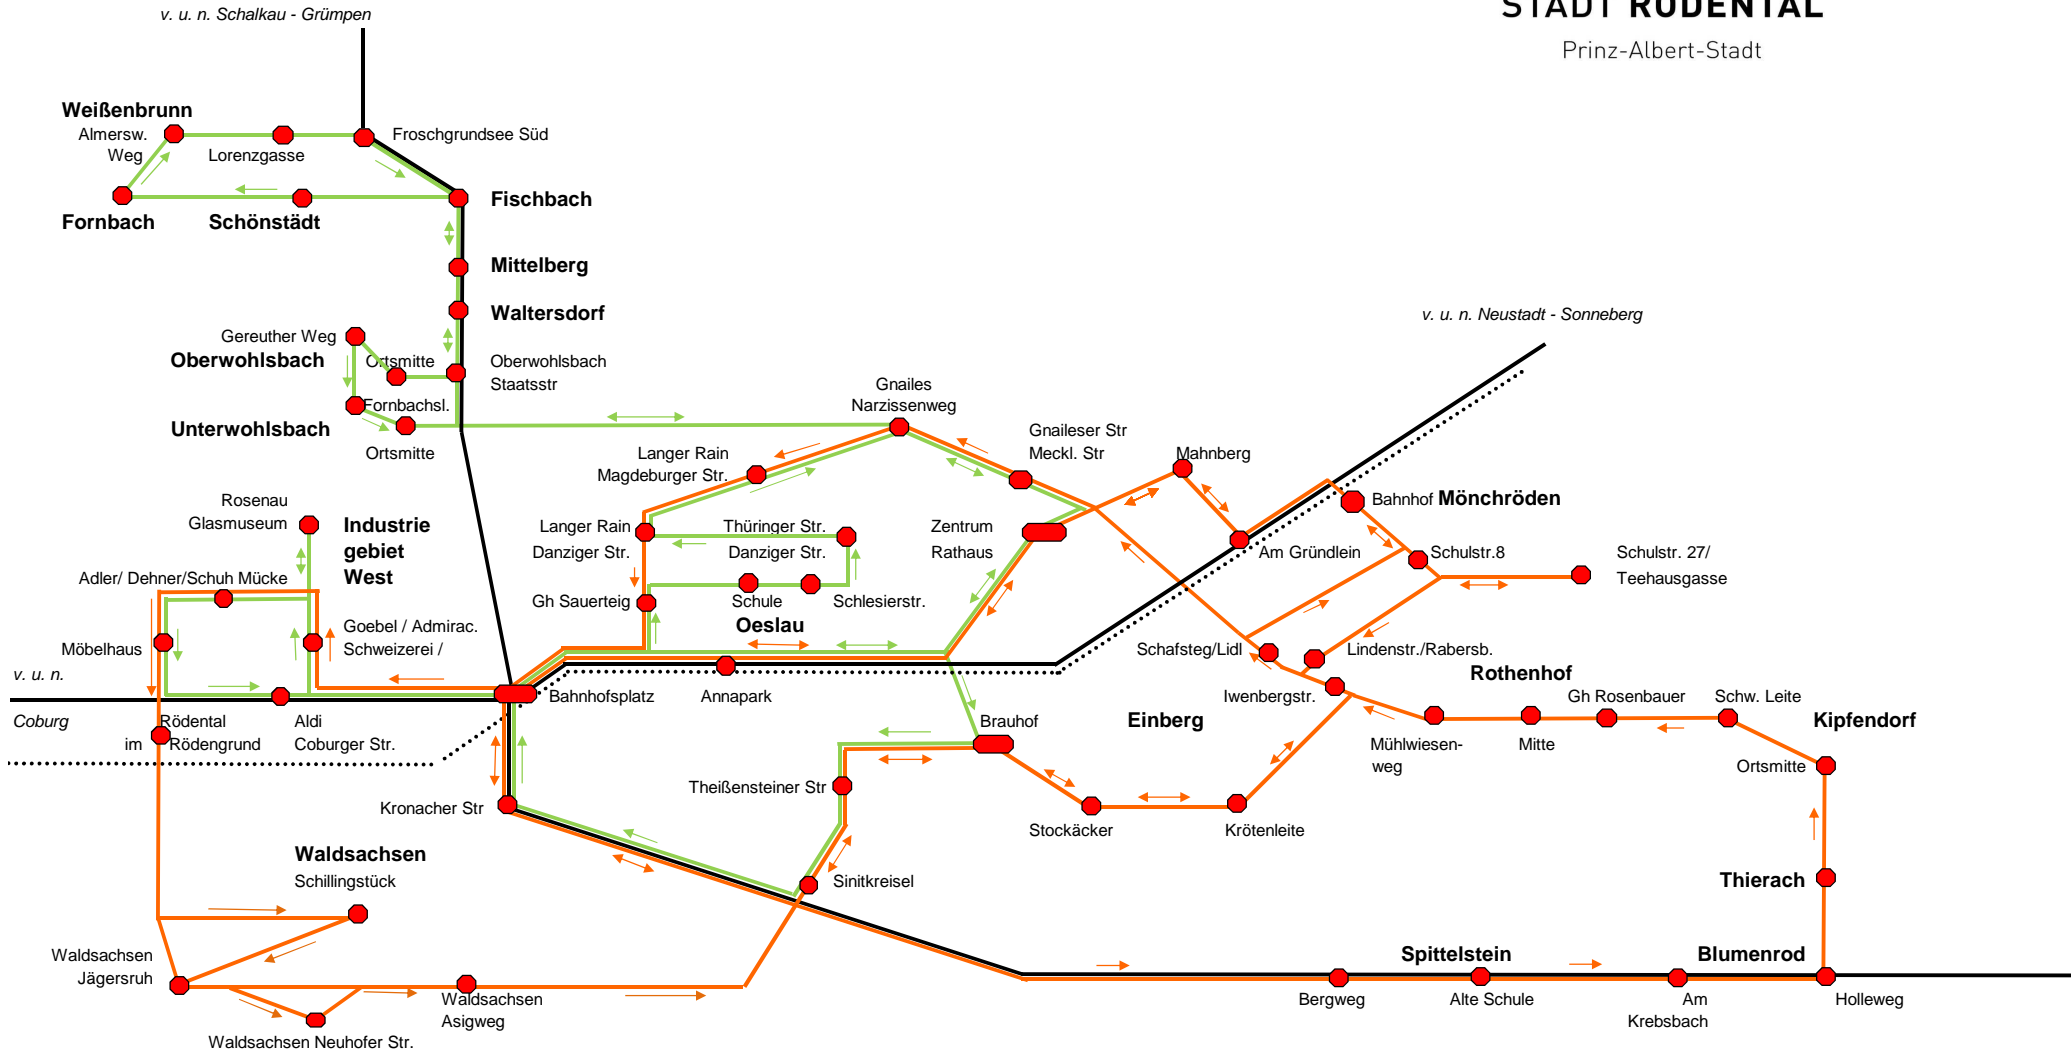 v. u. n. Schalkau - Grümpen
STADT RÖDENTAL
Prinz-Albert-Stadt
Weißenbrunn
Almersw.
Weg
Lorenzgasse
Froschgrundsee Süd
Fischbach
Fornbach
Schönstädt
Mittelberg
Waltersdorf
v. u. n. Neustadt - Sonneberg
Gereuther Weg
Oberwohlsbach
Ortsmitte
Oberwohlsbach
Staatsstr
Fornbachsl.
Unterwohlsbach
Ortsmitte
Gnailes
Narzissenweg
Gnaileser Str
Meckl. Str
Langer Rain
Magdeburger Str.
Mahnberg
Bahnhof Mönchröden
Rosenau
Glasmuseum
Industrie
gebiet
West
Langer Rain
Danziger Str.
Thüringer Str.
Danziger Str.
Zentrum
Rathaus
Am Gründlein
Schulstr.8
Schulstr. 27/
Teehausgasse
Adler/ Dehner/Schuh Mücke
Gh Sauerteig
Schule
Schlesierstr.
Oeslau
Goebel / Admirac.
Schweizerei /
Möbelhaus
Schafsteg/Lidl
Lindenstr./Rabersb.
Rothenhof
v. u. n.
Coburg
Bahnhofsplatz
Annapark
Iwenbergstr.
Gh Rosenbauer
Schw. Leite
Rödental
im Rödengrund
Aldi
Coburger Str.
Brauhof
Einberg
Kipfendorf
Mühlwiesen-
weg
Mitte
Ortsmitte
Theißensteiner Str
Kronacher Str
Stockäcker
Krötenleite
Waldsachsen
Schillingstück
Sinitkreisel
Thierach
Waldsachsen
Jägersruh
Spittelstein
Blumenrod
Waldsachsen
Asigweg
Bergweg
Alte Schule
Am
Krebsbach
Holleweg
Waldsachsen Neuhofer Str.